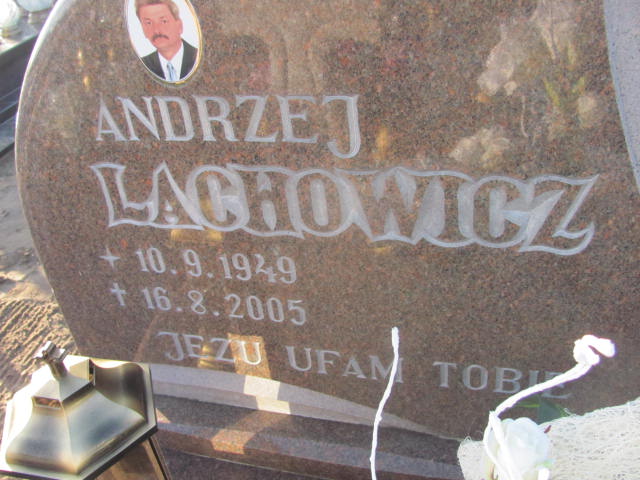 ANDRZEJ
LACHOWICZ
+ 10.9.1949
✝ 16.8.2005
JEZU UFAM TOBIE